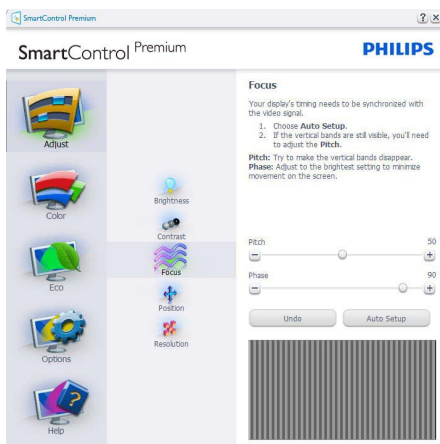 SmartControl Premium
? x
SmartControl Premium
PHILIPS
Adjust
Color
Eco
Options
Help
Brightness
Contrast
Focus
Position
Resolution
Focus
Your display's timing needs to be synchronized with
the video signal.
1. Choose Auto Setup.
2. If the vertical bands are still visible, you'll need
to adjust the Pitch.
Pitch: Try to make the vertical bands disappear.
Phase: Adjust to the brightest setting to minimize
movement on the screen.
Pitch 50
Phase 90
Undo Auto Setup